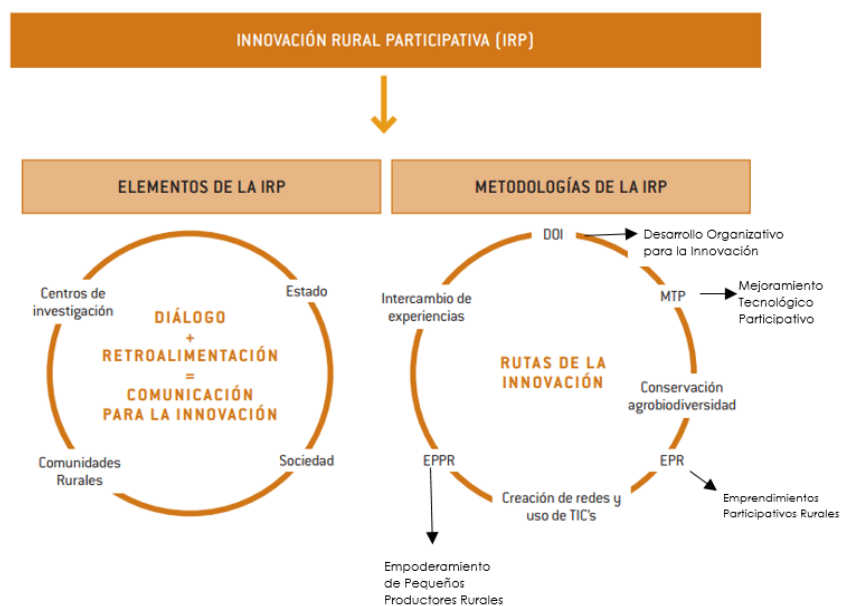 INNOVACIÓN RURAL PARTICIPATIVA (IRP)
ELEMENTOS DE LA IRP
Centros de
investigación
Estado
DIÁLOGO
+
RETROALIMENTACIÓN
=
COMUNICACIÓN
PARA LA INNOVACIÓN
Comunidades
Rurales
Sociedad
METODOLOGÍAS DE LA IRP
DOI
Desarrollo Organizativo
para la Innovación
Intercambio de
experiencias
MTP
Mejoramiento
Tecnológico
Participativo
RUTAS DE LA
INNOVACIÓN
Conservación
agrobiodiversidad
EPPR
EPR
Emprendimientos
Participativos Rurales
Creación de redes y
uso de TIC's
Empoderamiento
de Pequeños
Productores Rurales